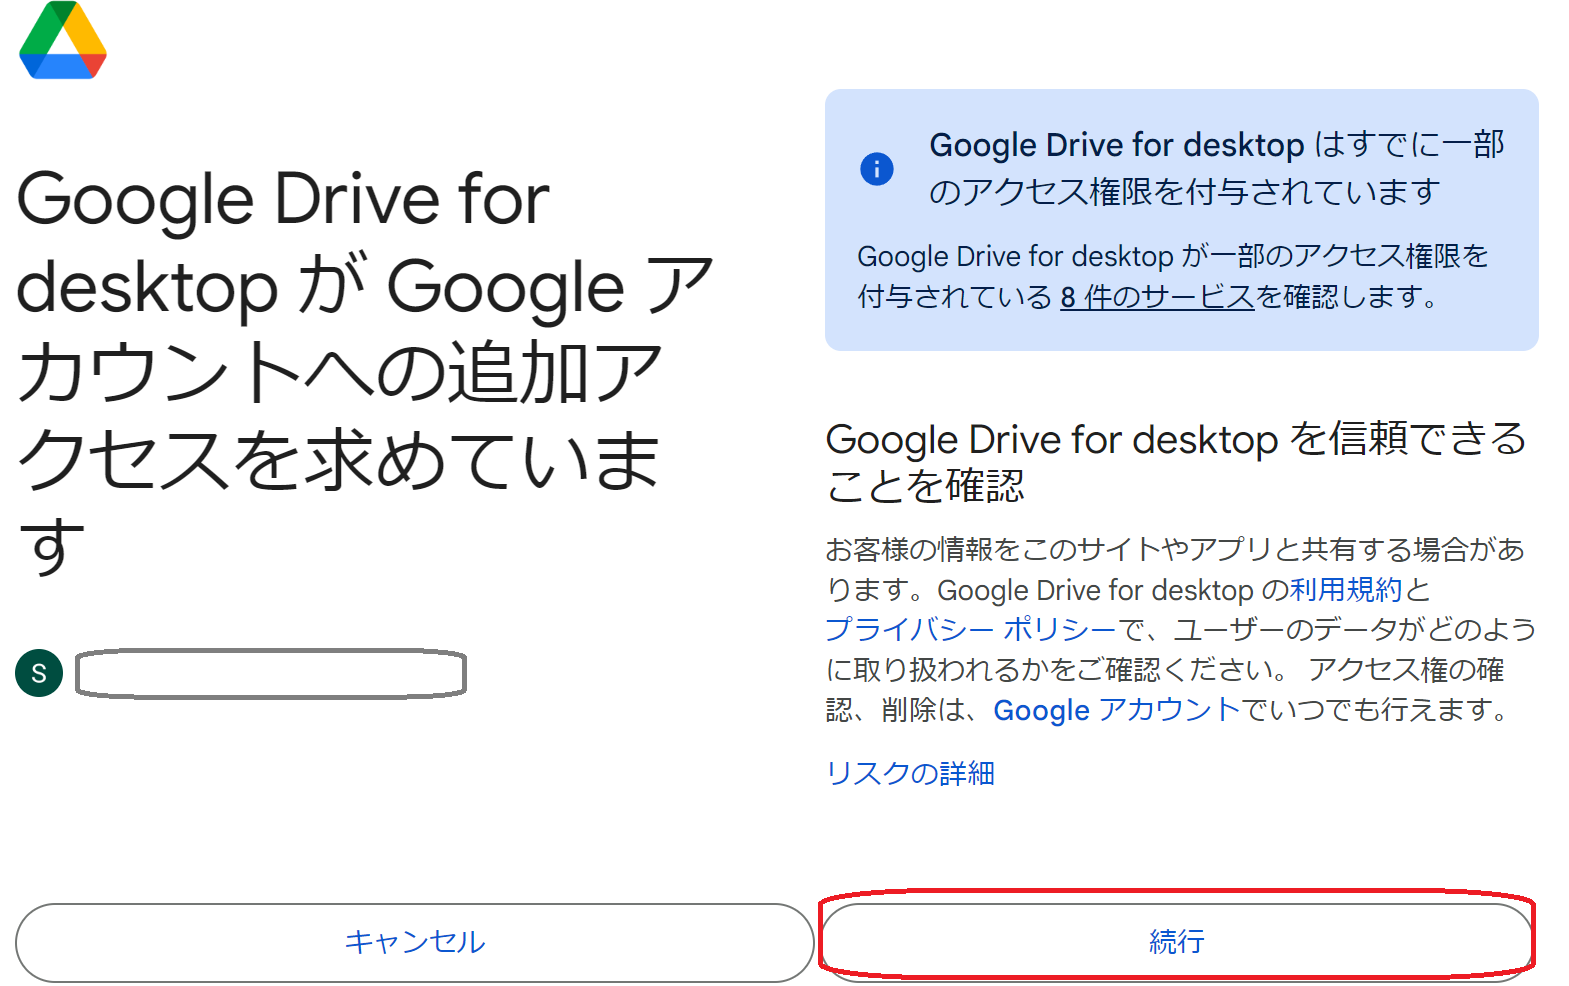 Google Drive for
desktop が Google ア
カウントへの追加ア
クセスを求めていま
す
S
Google Drive for desktop はすでに一部
のアクセス権限を付与されています
Google Drive for desktop が一部のアクセス権限を
付与されている 8 件のサービスを確認します。
Google Drive for desktop を信頼できる
ことを確認
お客様の情報をこのサイトやアプリと共有する場合があ
ります。Google Drive for desktop の利用規約と
プライバシー ポリシーで、ユーザーのデータがどのよう
に取り扱われるかをご確認ください。 アクセス権の確
認、削除は、Google アカウントでいつでも行えます。
リスクの詳細
キャンセル
続行